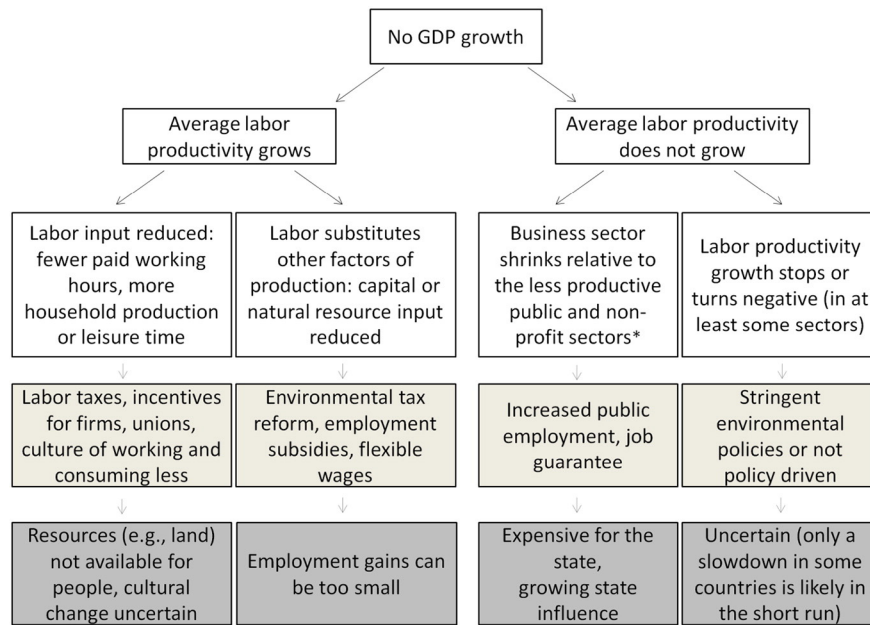 No GDP growth
Average labor
productivity grows
Average labor productivity
does not grow
Labor input reduced:
fewer paid working
hours, more
household production
or leisure time
Labor substitutes
other factors of
production: capital or
natural resource input
reduced
Business sector
shrinks relative to
the less productive
public and non-
profit sectors*
Labor productivity
growth stops or
turns negative (in at
least some sectors)
Labor taxes, incentives
for firms, unions,
culture of working and
consuming less
Environmental tax
reform, employment
subsidies, flexible
wages
Increased public
employment, job
guarantee
Stringent
environmental
policies or not
policy driven
Resources (e.g., land)
not available for
people, cultural
change uncertain
Employment gains can
be too small
Expensive for the
state,
growing state
influence
Uncertain (only a
slowdown in some
countries is likely in
the short run)